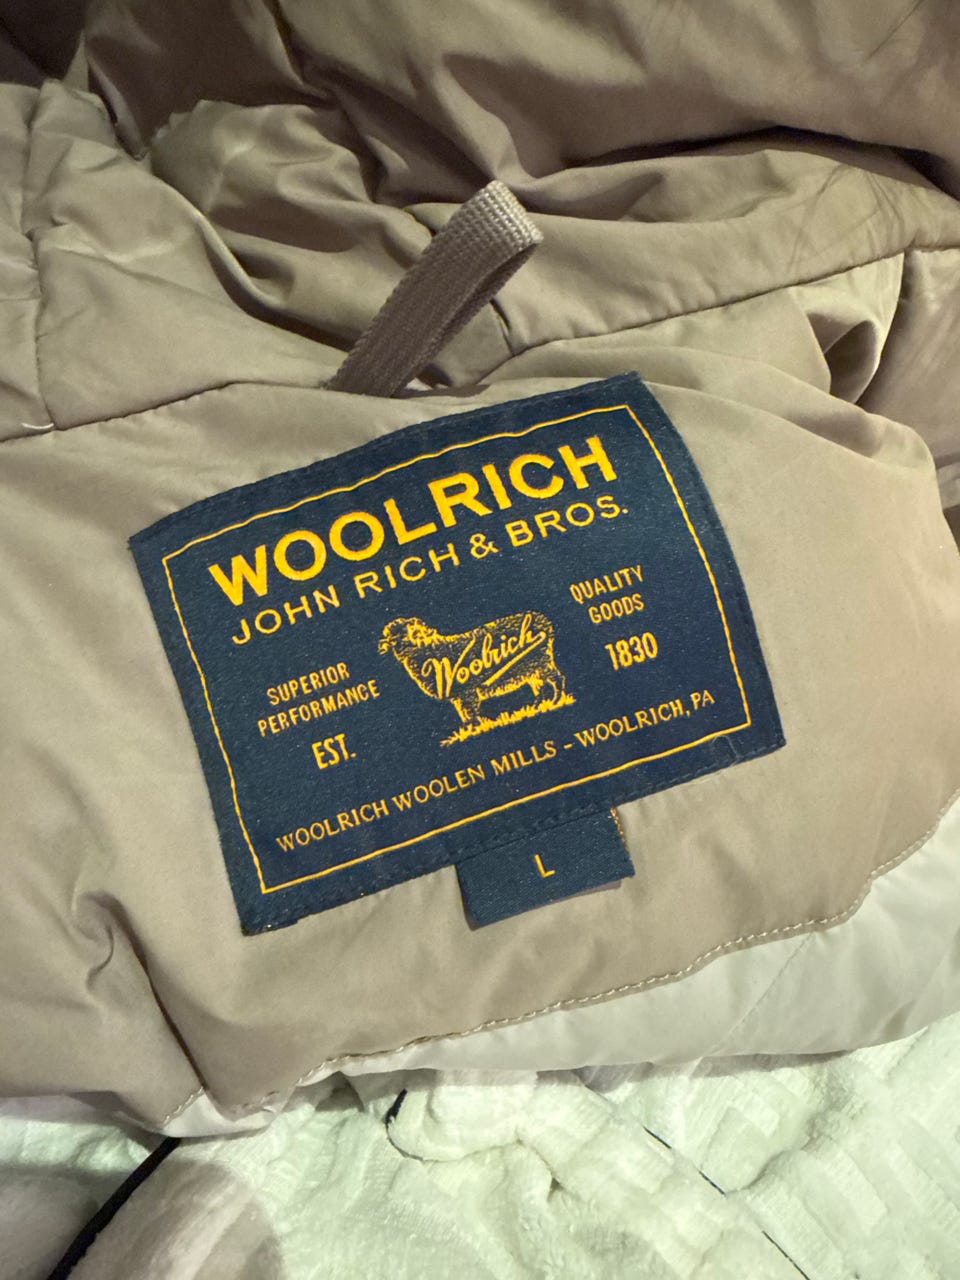 WOOLRICH
JOHN RICH & BROS.
SUPERIOR
PERFORMANCE
EST.
Woolrich
QUALITY
GOODS
1830
WOOLRICH WOOLEN MILLS - WOOLRICH, PA
L